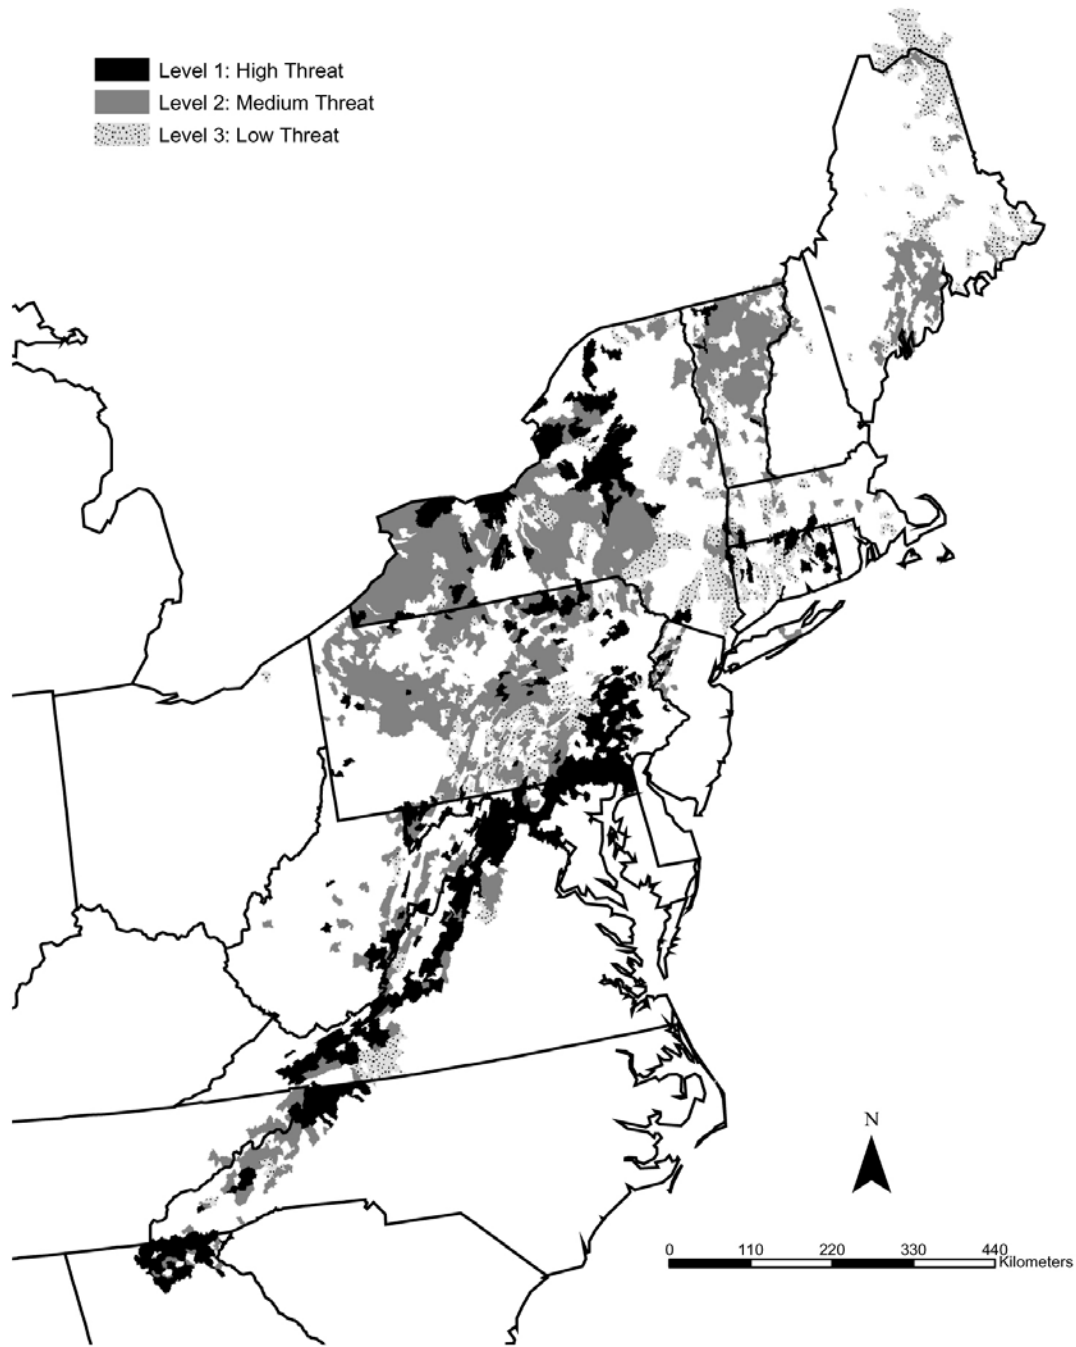 Level 1: High Threat
Level 2: Medium Threat
Level 3: Low Threat
N
0 110 220 330 440
Kilometers